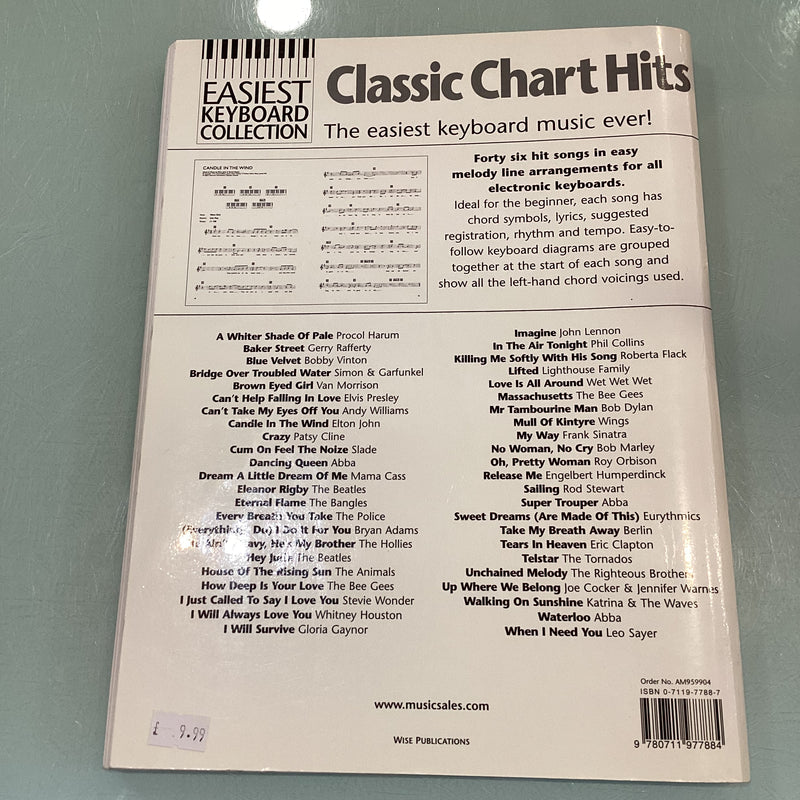 EASIEST
KEYBOARD
COLLECTION
Classic Chart Hits
The easiest keyboard music ever!
CANDLE IN THE WIND
Forty six hit songs in easy
melody line arrangements for all
electronic keyboards.
Ideal for the beginner, each song has
chord symbols, lyrics, suggested
registration, rhythm and tempo. Easy-to-
follow keyboard diagrams are grouped
together at the start of each song and
show all the left-hand chord voicings used.
A Whiter Shade Of Pale Procol Harum
Baker Street Gerry Rafferty
Blue Velvet Bobby Vinton
Bridge Over Troubled Water Simon & Garfunkel
Brown Eyed Girl Van Morrison
Can't Help Falling In Love Elvis Presley
Can't Take My Eyes Off You Andy Williams
Candle In The Wind Elton John
Crazy Patsy Cline
Cum On Feel The Noize Slade
Dancing Queen Abba
Dream A Little Dream Of Me Mama Cass
Eleanor Rigby The Beatles
Eternal Flame The Bangles
Every Breath You Take The Police
(Everything I Do) I Do It For You Bryan Adams
He Ain't Heavy, He's My Brother The Hollies
Hey Jude The Beatles
House Of The Rising Sun The Animals
How Deep Is Your Love The Bee Gees
I Just Called To Say I Love You Stevie Wonder
I Will Always Love You Whitney Houston
I Will Survive Gloria Gaynor
Imagine John Lennon
In The Air Tonight Phil Collins
Killing Me Softly With His Song Roberta Flack
Lifted Lighthouse Family
Love Is All Around Wet Wet Wet
Massachusetts The Bee Gees
Mr Tambourine Man Bob Dylan
Mull Of Kintyre Wings
My Way Frank Sinatra
No Woman, No Cry Bob Marley
Oh, Pretty Woman Roy Orbison
Release Me Engelbert Humperdinck
Sailing Rod Stewart
Super Trouper Abba
Sweet Dreams (Are Made Of This) Eurythmics
Take My Breath Away Berlin
Tears In Heaven Eric Clapton
Telstar The Tornados
Unchained Melody The Righteous Brothers
Up Where We Belong Joe Cocker & Jennifer Warnes
Walking On Sunshine Katrina & The Waves
Waterloo Abba
When I Need You Leo Sayer
www.musicsales.com
WISE PUBLICATIONS
£ 9.99
Order No. AM959904
ISBN 0-7119-7788-7
9 780711 977884